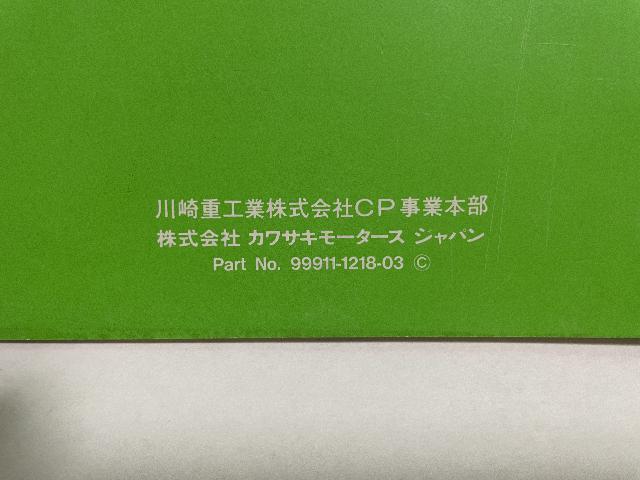 川崎重工業株式会社CP事業本部
株式会社 カワサキモータース ジャパン
Part No. 99911-1218-03 ©